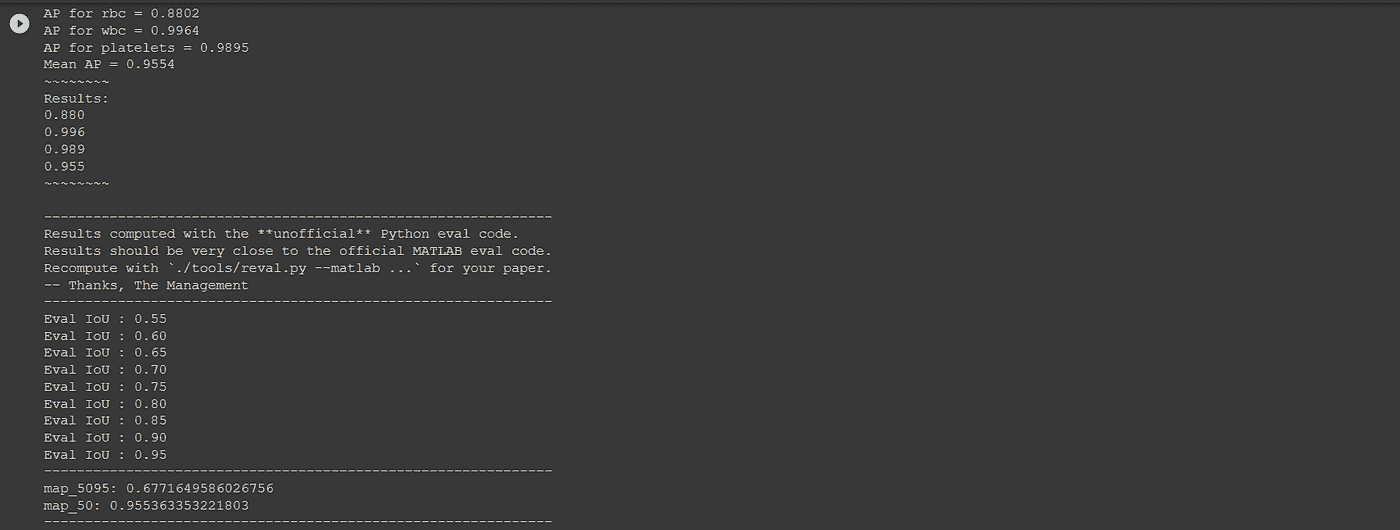 AP for rbc = 0.8802
AP for wbc = 0.9964
AP for platelets = 0.9895
Mean AP = 0.9554
~~~~~~~~
Results:
0.880
0.996
0.989
0.955
~~~~~~~~
--------------------------------------------------------------
Results computed with the **unofficial** Python eval code.
Results should be very close to the official MATLAB eval code.
Recompute with `./tools/reval.py --matlab ...` for your paper.
-- Thanks, The Management
--------------------------------------------------------------
Eval IoU : 0.55
Eval IoU : 0.60
Eval IoU : 0.65
Eval IoU : 0.70
Eval IoU : 0.75
Eval IoU : 0.80
Eval IoU : 0.85
Eval IoU : 0.90
Eval IoU : 0.95
--------------------------------------------------------------
map_5095: 0.6771649586026756
map_50: 0.955363353221803
--------------------------------------------------------------